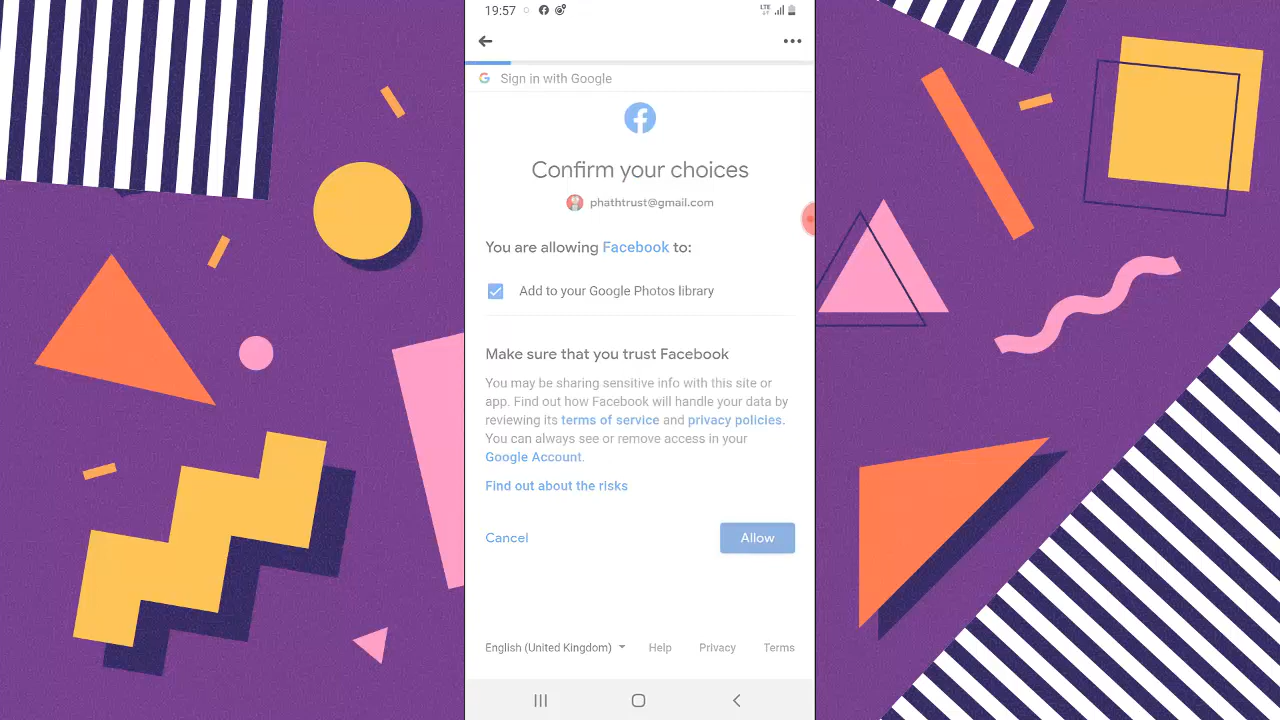 19:57
LTE
Sign in with Google
Confirm your choices
phathtrust@gmail.com
You are allowing Facebook to:
Add to your Google Photos library
Make sure that you trust Facebook
You may be sharing sensitive info with this site or
app. Find out how Facebook will handle your data by
reviewing its terms of service and privacy policies.
You can always see or remove access in your
Google Account.
Find out about the risks
Cancel
Allow
English (United Kingdom)
Help
Privacy
Terms